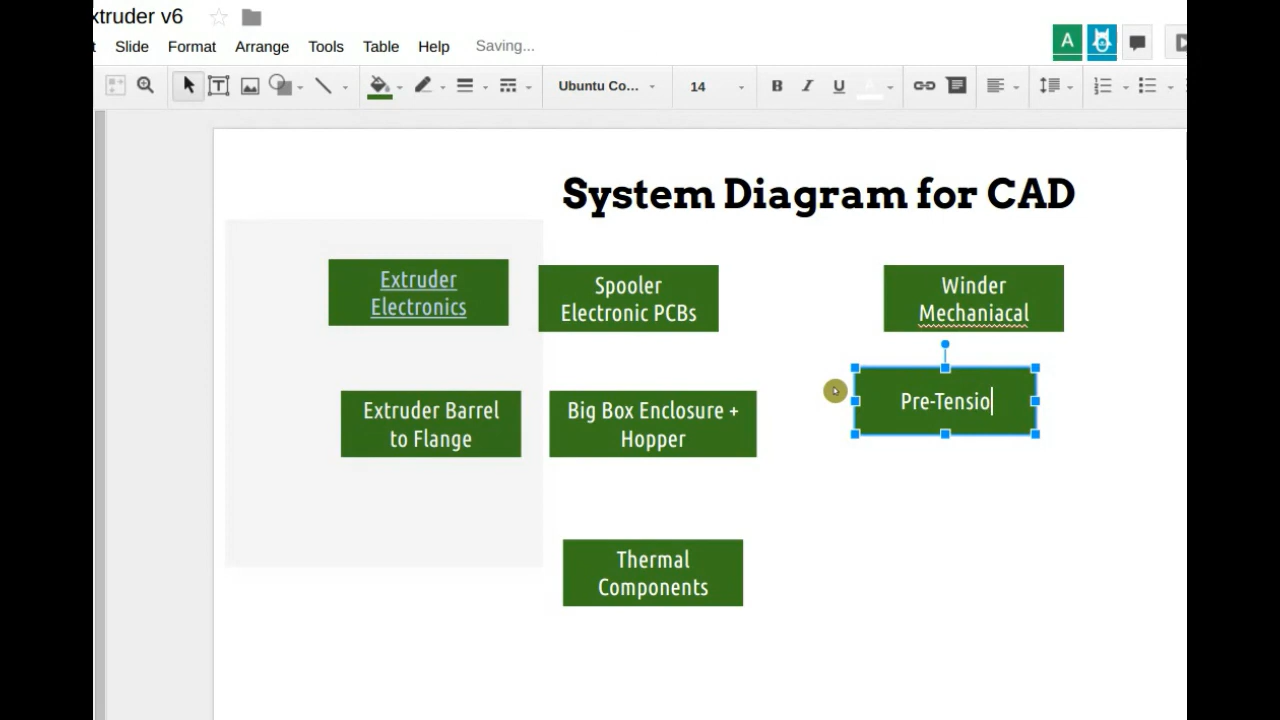 xtruder v6
t Slide Format Arrange Tools Table Help Saving...
Ubuntu Co... 14 B I U A
A
System Diagram for CAD
Extruder
Electronics
Spooler
Electronic PCBs
Winder
Mechaniacal
Pre-Tensio
Extruder Barrel
to Flange
Big Box Enclosure +
Hopper
Thermal
Components